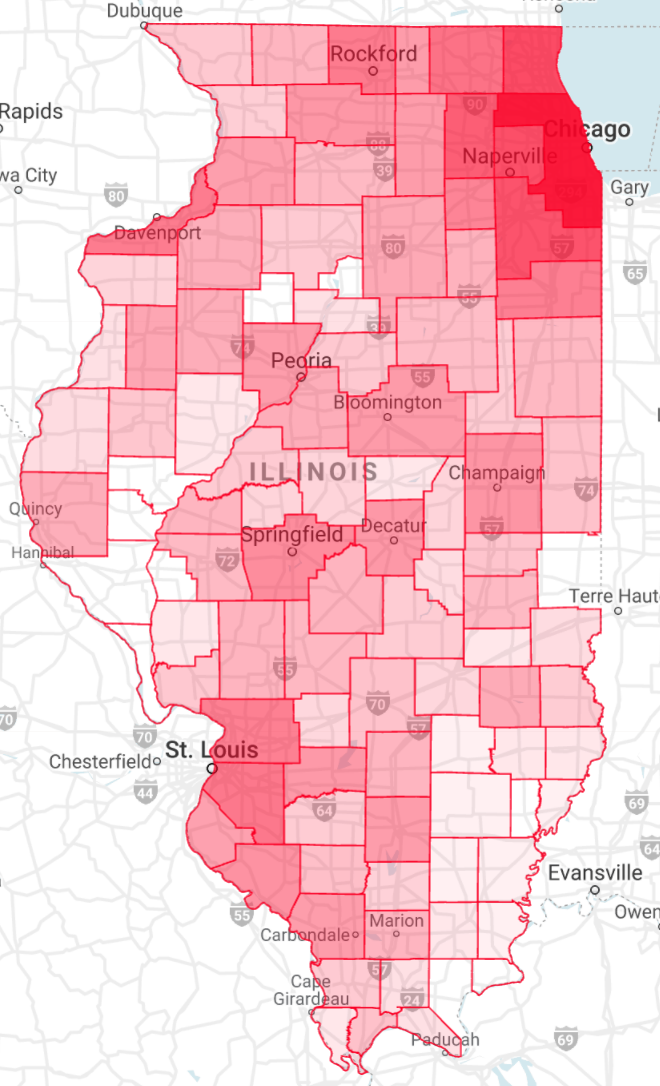 Dubuque
Rockford
Rapids
90
Chicago
88
Naperville
wa City
39
80
Gary
Davenport
80
57
65
55
39
74
Peoria
55
Bloomington
ILLINOIS
Champaign
74
Quincy
Decatur
57
Springfield
Hannibal
72
Terre Haut
55
70
70
57
70
St. Louis
Chesterfield
44
69
64
64
Evansville
55
Owen
Marion
Carbondale
57
Cape
Girardeau
24
Paducah
69